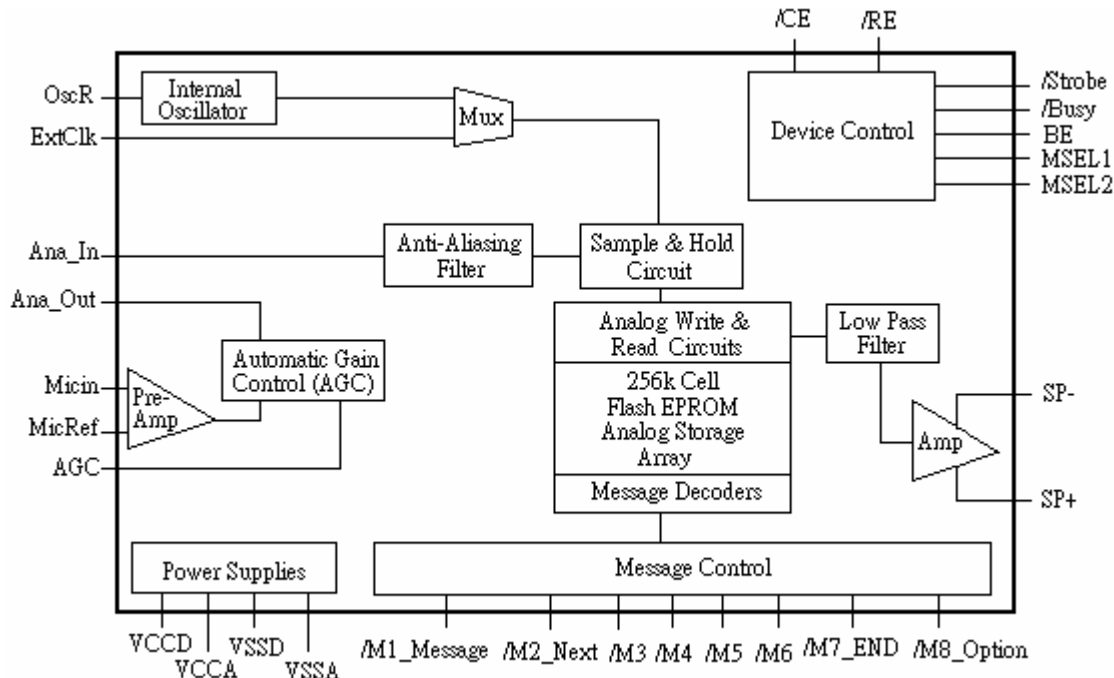 /CE
/RE
OscR
Internal
Oscillator
ExtClk
Mux
Device Control
/Strobe
/Busy
BE
MSEL1
MSEL2
Ana_In
Anti-Aliasing
Filter
Sample & Hold
Circuit
Ana_Out
Automatic Gain
Control (AGC)
Analog Write &
Read Circuits
Low Pass
Filter
Micin
MicRef
Pre-
Amp
AGC
256k Cell
Flash EPROM
Analog Storage
Array
Message Decoders
Amp
SP-
SP+
Power Supplies
Message Control
VCCD
VCCA
VSSD
VSSA
/M1_Message
/M2_Next
/M3
/M4
/M5
/M6
/M7_END
/M8_Option